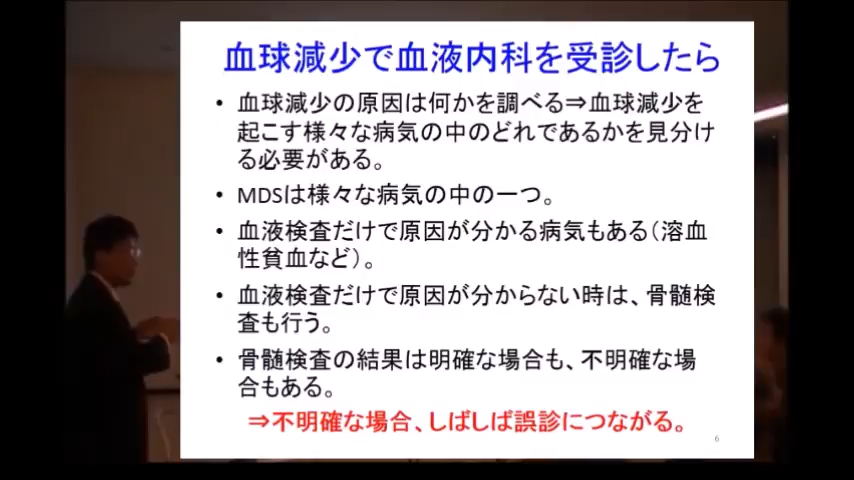 血球減少で血液内科を受診したら
• 血球減少の原因は何かを調べる⇒血球減少を
起こす様々な病気の中のどれであるかを見分け
る必要がある。
• MDSは様々な病気の中の一つ。
• 血液検査だけで原因が分かる病気もある（溶血
性貧血など）。
• 血液検査だけで原因が分からない時は、骨髄検
査も行う。
• 骨髄検査の結果は明確な場合も、不明確な場
合もある。
⇒不明確な場合、しばしば誤診につながる。
6